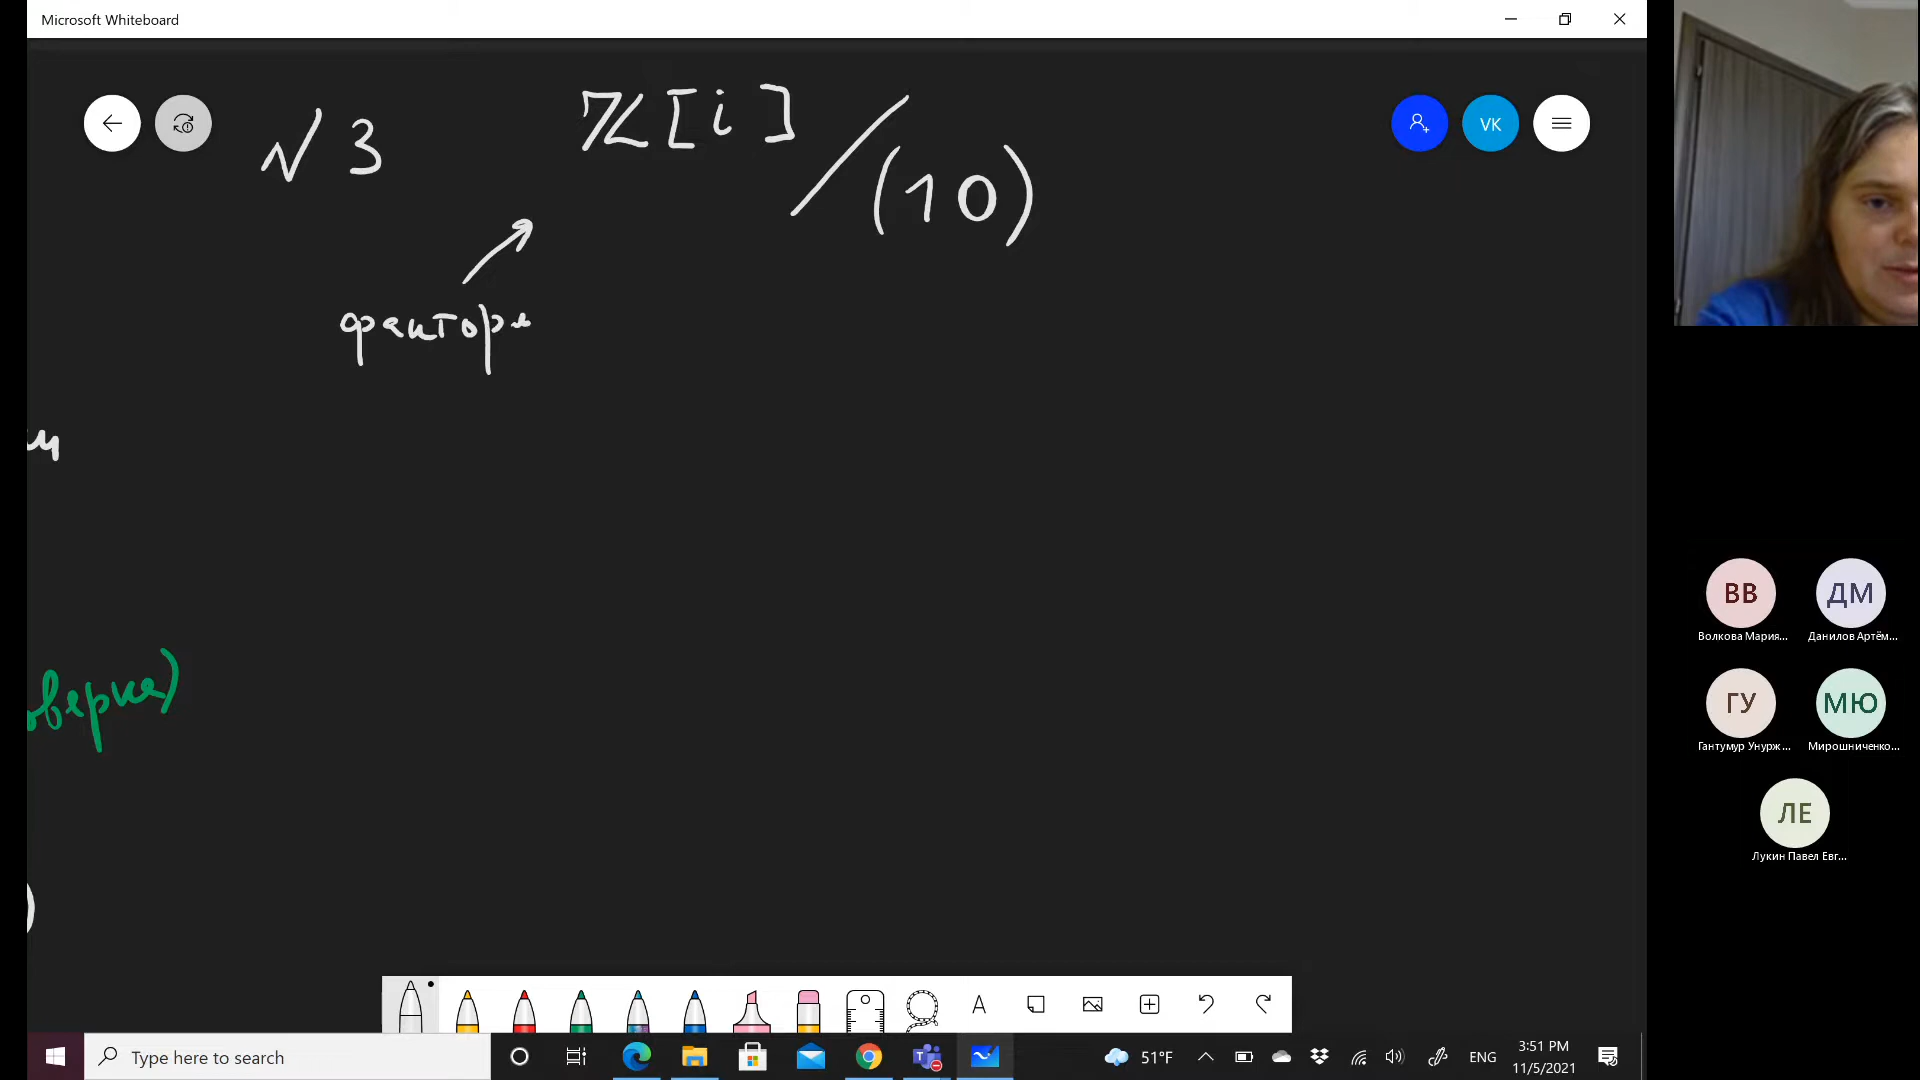 Microsoft Whiteboard
№ 3
ℤ[i]/(10)
VK
фактор
оверка)
)
ВВ
ДМ
Волкова Мария...
Данилов Артём...
ГУ
МЮ
Гантумур Унурж...
Мирошниченко...
ЛЕ
Лукин Павел Евг...
A
Type here to search
51°F
ENG
3:51 PM
11/5/2021